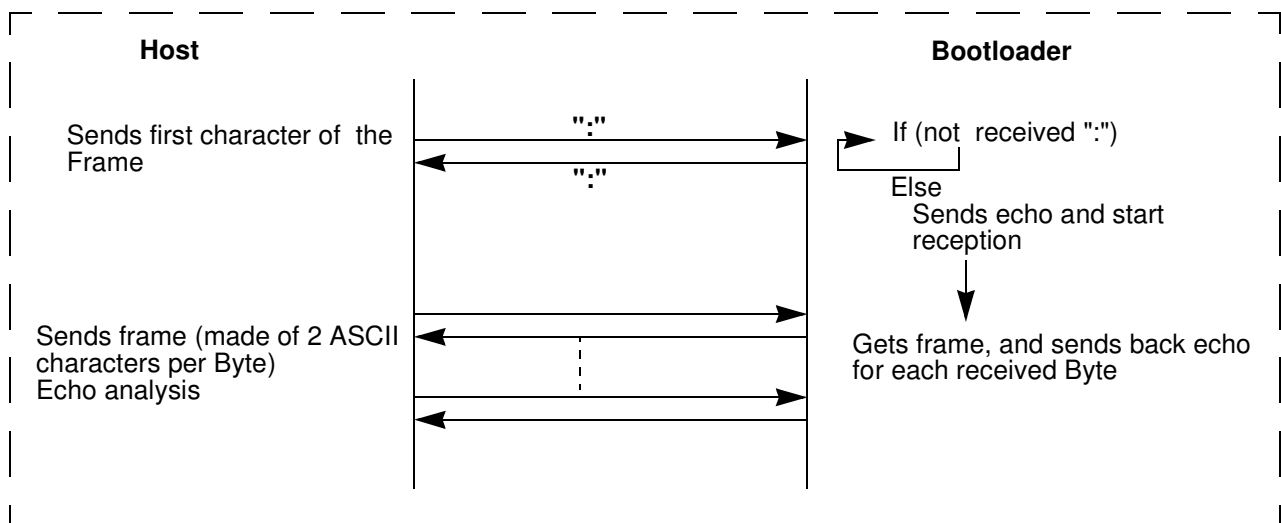 Host
Bootloader
Sends first character of the
Frame
":"
":"
If (not received ":")
Else
Sends echo and start
reception
Sends frame (made of 2 ASCII
characters per Byte)
Echo analysis
Gets frame, and sends back echo
for each received Byte